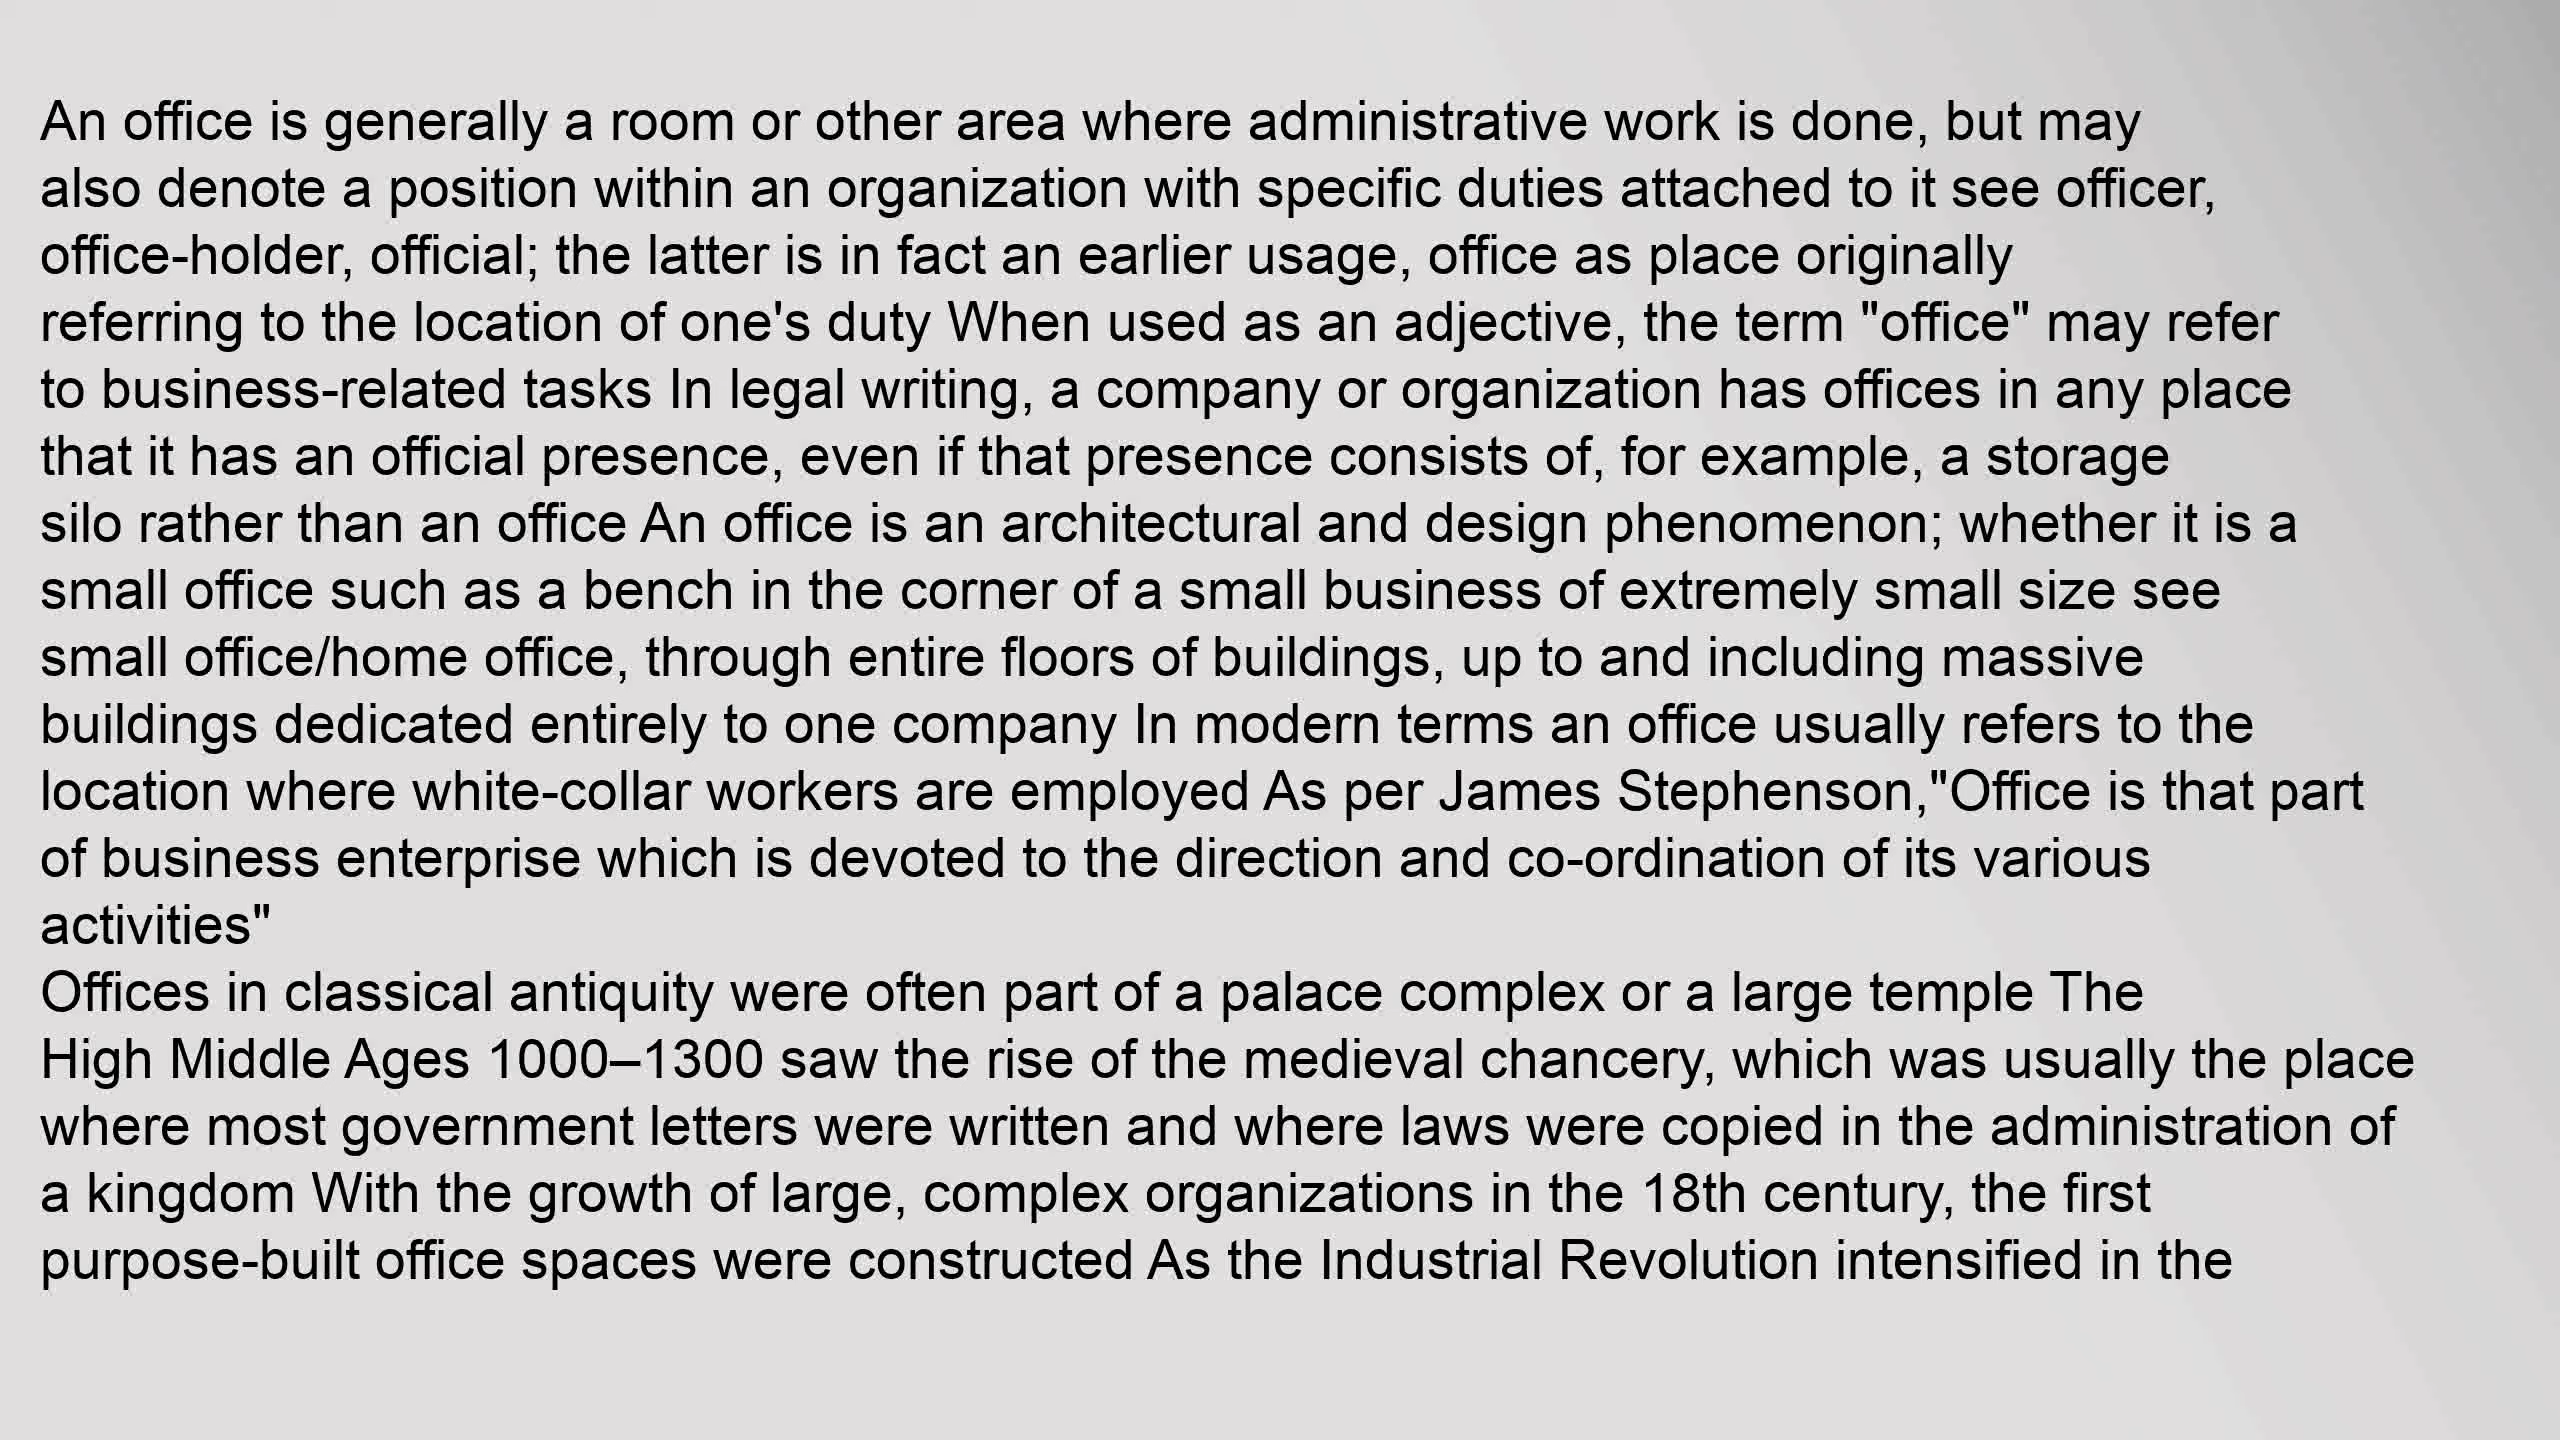 An office is generally a room or other area where administrative work is done, but may
also denote a position within an organization with specific duties attached to it see officer,
office-holder, official; the latter is in fact an earlier usage, office as place originally
referring to the location of one's duty When used as an adjective, the term "office" may refer
to business-related tasks In legal writing, a company or organization has offices in any place
that it has an official presence, even if that presence consists of, for example, a storage
silo rather than an office An office is an architectural and design phenomenon; whether it is a
small office such as a bench in the corner of a small business of extremely small size see
small office/home office, through entire floors of buildings, up to and including massive
buildings dedicated entirely to one company In modern terms an office usually refers to the
location where white-collar workers are employed As per James Stephenson,"Office is that part
of business enterprise which is devoted to the direction and co-ordination of its various
activities"
Offices in classical antiquity were often part of a palace complex or a large temple The
High Middle Ages 1000–1300 saw the rise of the medieval chancery, which was usually the place
where most government letters were written and where laws were copied in the administration of
a kingdom With the growth of large, complex organizations in the 18th century, the first
purpose-built office spaces were constructed As the Industrial Revolution intensified in the